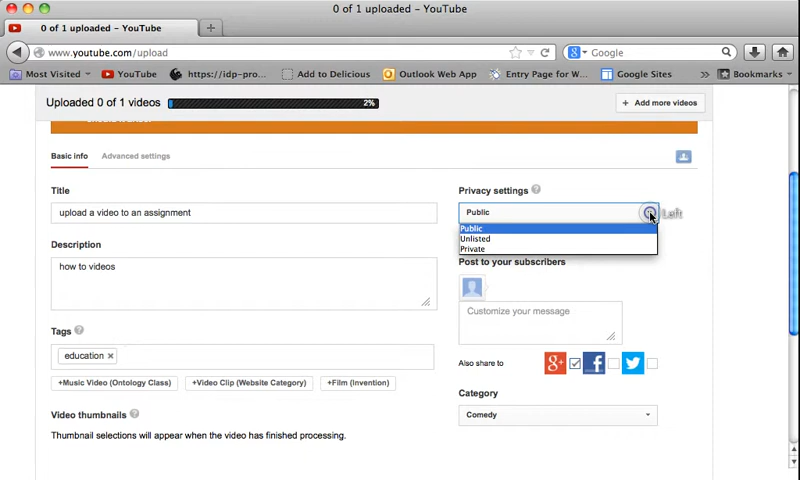 0 of 1 uploaded – YouTube
0 of 1 uploaded – YouTube
www.youtube.com/upload
Google
Most Visited
YouTube
https://idp-pro...
Add to Delicious
Outlook Web App
Entry Page for W...
Google Sites
Bookmarks
Uploaded 0 of 1 videos
2%
+ Add more videos
Basic info
Advanced settings
Title
upload a video to an assignment
Description
how to videos
Tags
education
+Music Video (Ontology Class)
+Video Clip (Website Category)
+Film (Invention)
Video thumbnails
Thumbnail selections will appear when the video has finished processing.
Privacy settings
Public
Left
Public
Unlisted
Private
Post to your subscribers
Customize your message
Also share to
Category
Comedy